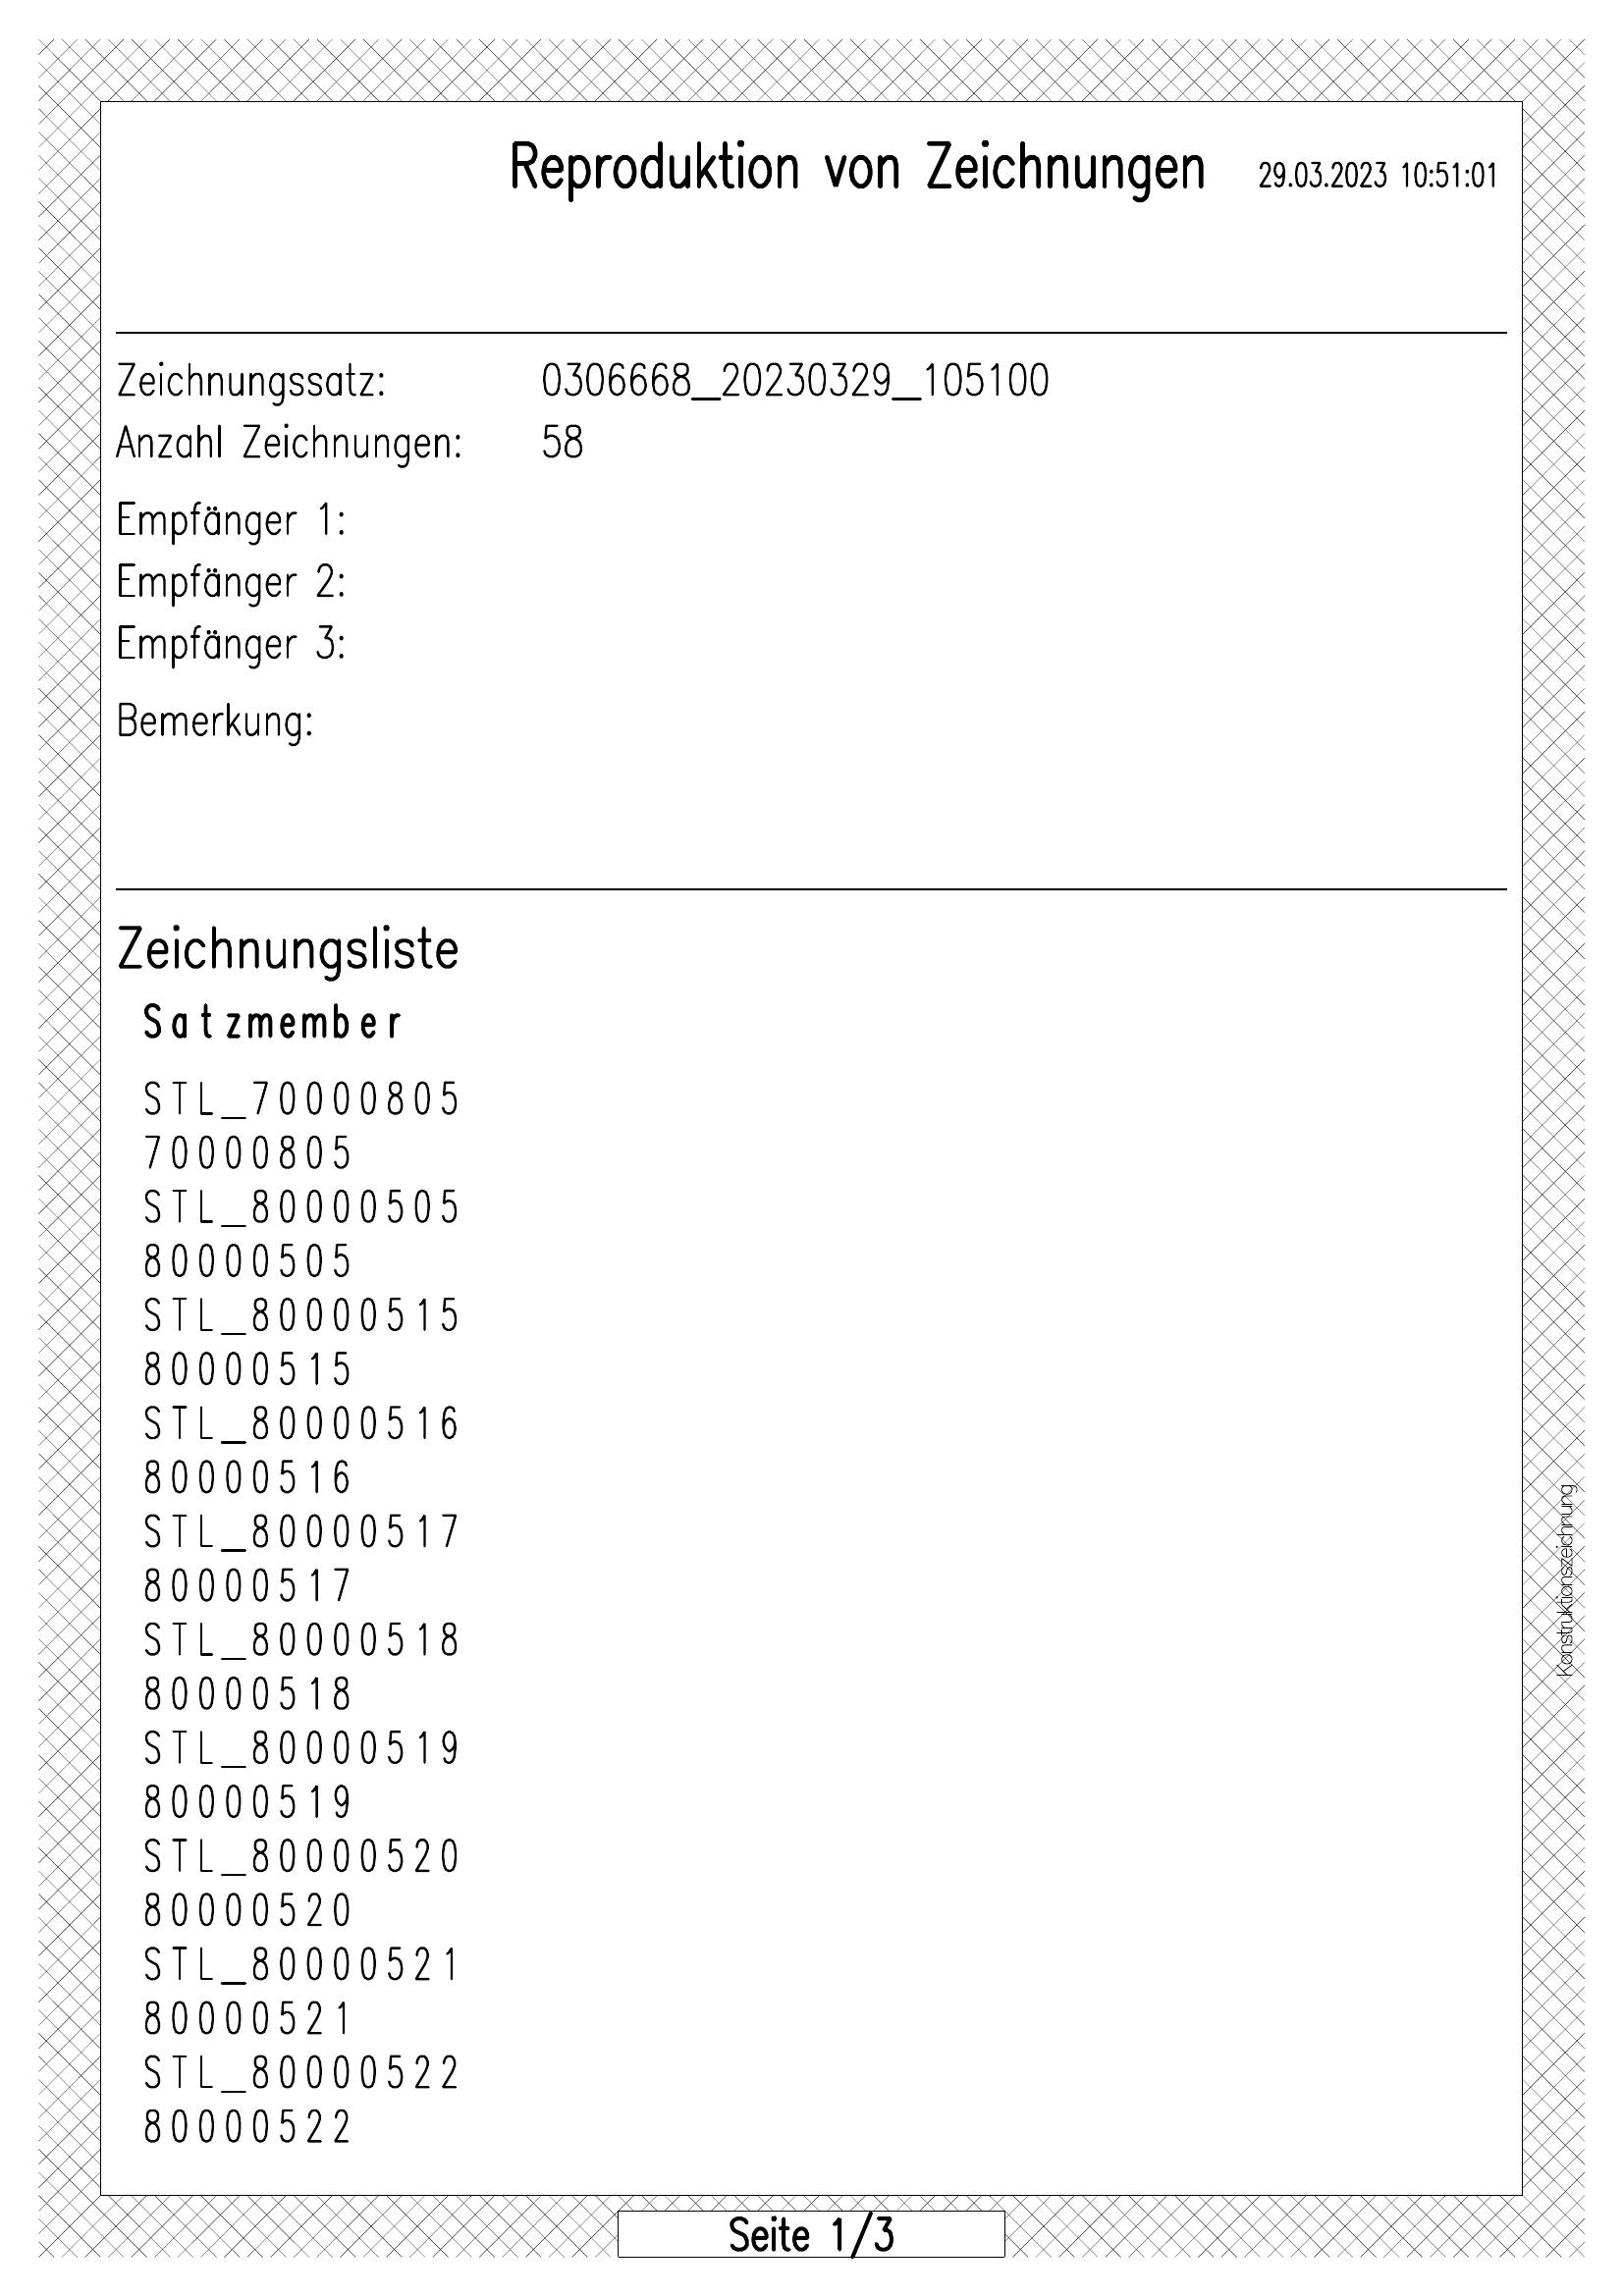 Reproduktion von Zeichnungen 29.03.2023 10:51:01
Zeichnungssatz: 0306668_20230329_105100
Anzahl Zeichnungen: 58
Empfänger 1:
Empfänger 2:
Empfänger 3:
Bemerkung:
Zeichnungsliste
Satzmember
STL_70000805
70000805
STL_80000505
80000505
STL_80000515
80000515
STL_80000516
80000516
STL_80000517
80000517
STL_80000518
80000518
STL_80000519
80000519
STL_80000520
80000520
STL_80000521
80000521
STL_80000522
80000522
Konstruktionszeichnung
Seite 1/3